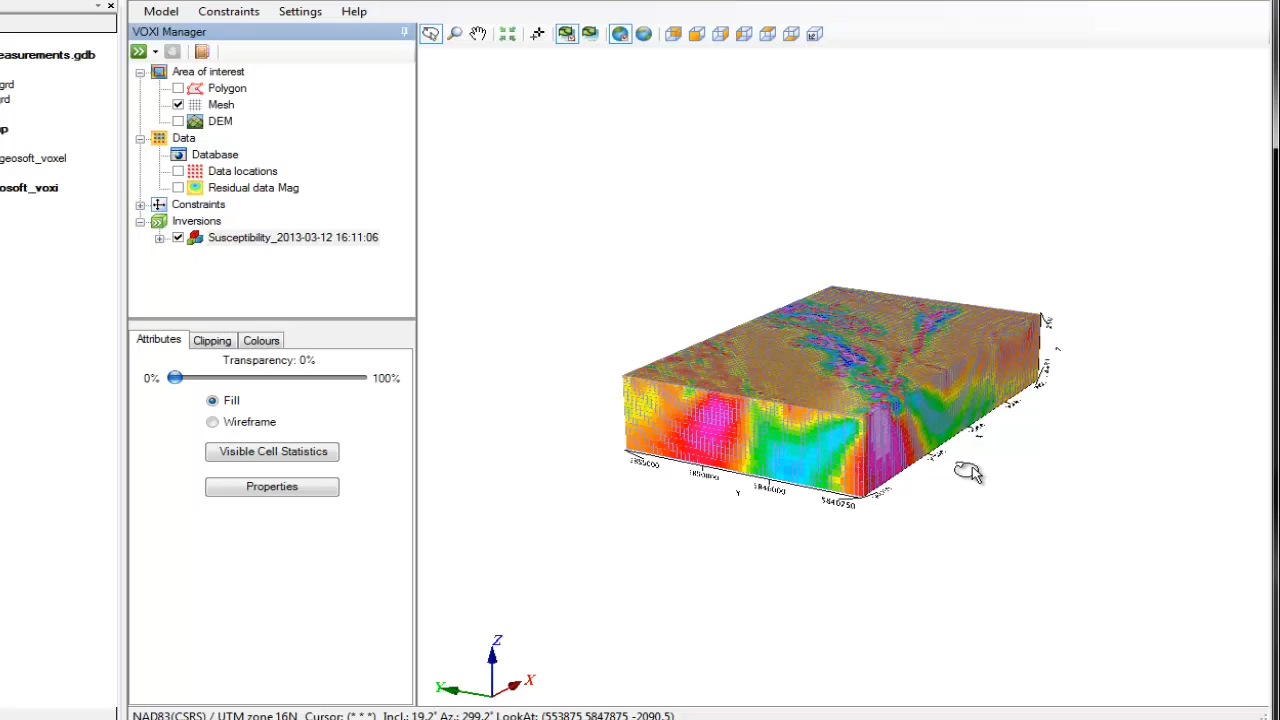 Model Constraints Settings Help
VOXI Manager
easurements.gdb
grd
rd
up
geosoft_voxel
osoft_voxi
Area of interest
Polygon
Mesh
DEM
Data
Database
Data locations
Residual data Mag
Constraints
Inversions
Susceptibility_2013-03-12 16:11:06
Attributes Clipping Colours
Transparency: 0%
0% 100%
Fill
Wireframe
Visible Cell Statistics
Properties
Y
5840750
Z
Y X
NAD83(CSRS) / UTM zone 16N Cursor: (* * *) Incl.: 19.2° Az.: 299.2° LookAt: (553875 5847875 -2090.5)